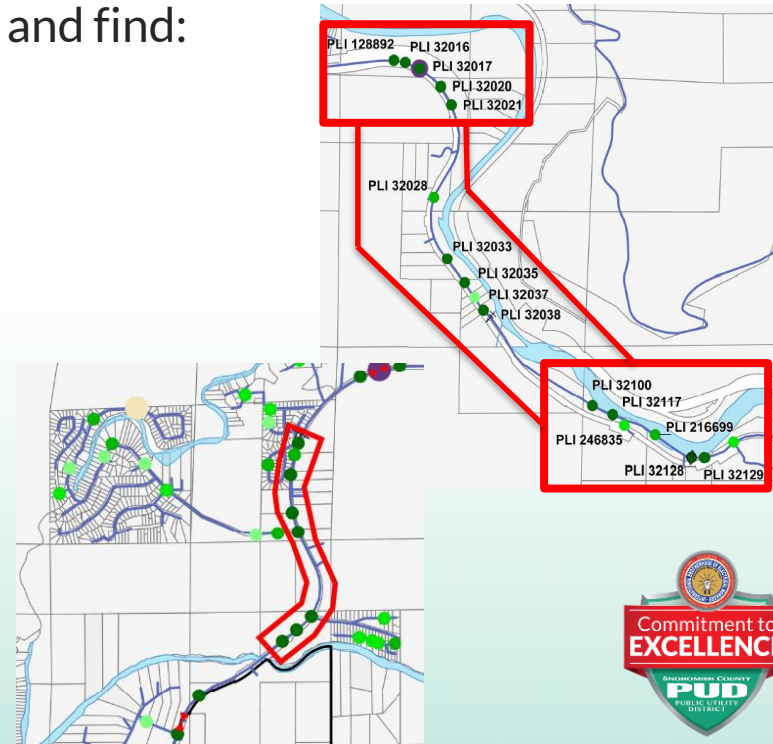 and find:
PLI 128892
PLI 32016
PLI 32017
PLI 32020
PLI 32021
PLI 32028
PLI 32033
PLI 32035
PLI 32037
PLI 32038
PLI 32100
PLI 32117
PLI 246835
PLI 216699
PLI 32128
PLI 32129
Commitment to
EXCELLENCE
SNOHOMISH COUNTY
PUD
PUBLIC UTILITY
DISTRICT